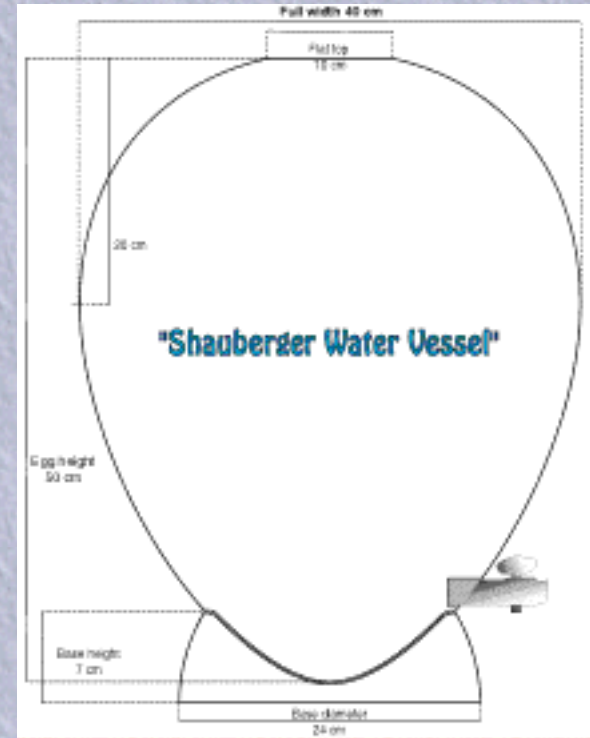 Full width 40 cm
Flat top
10 cm
20 cm
"Shauberger Water Vessel"
Egg height
50 cm
Base height
7 cm
Base diameter
24 cm